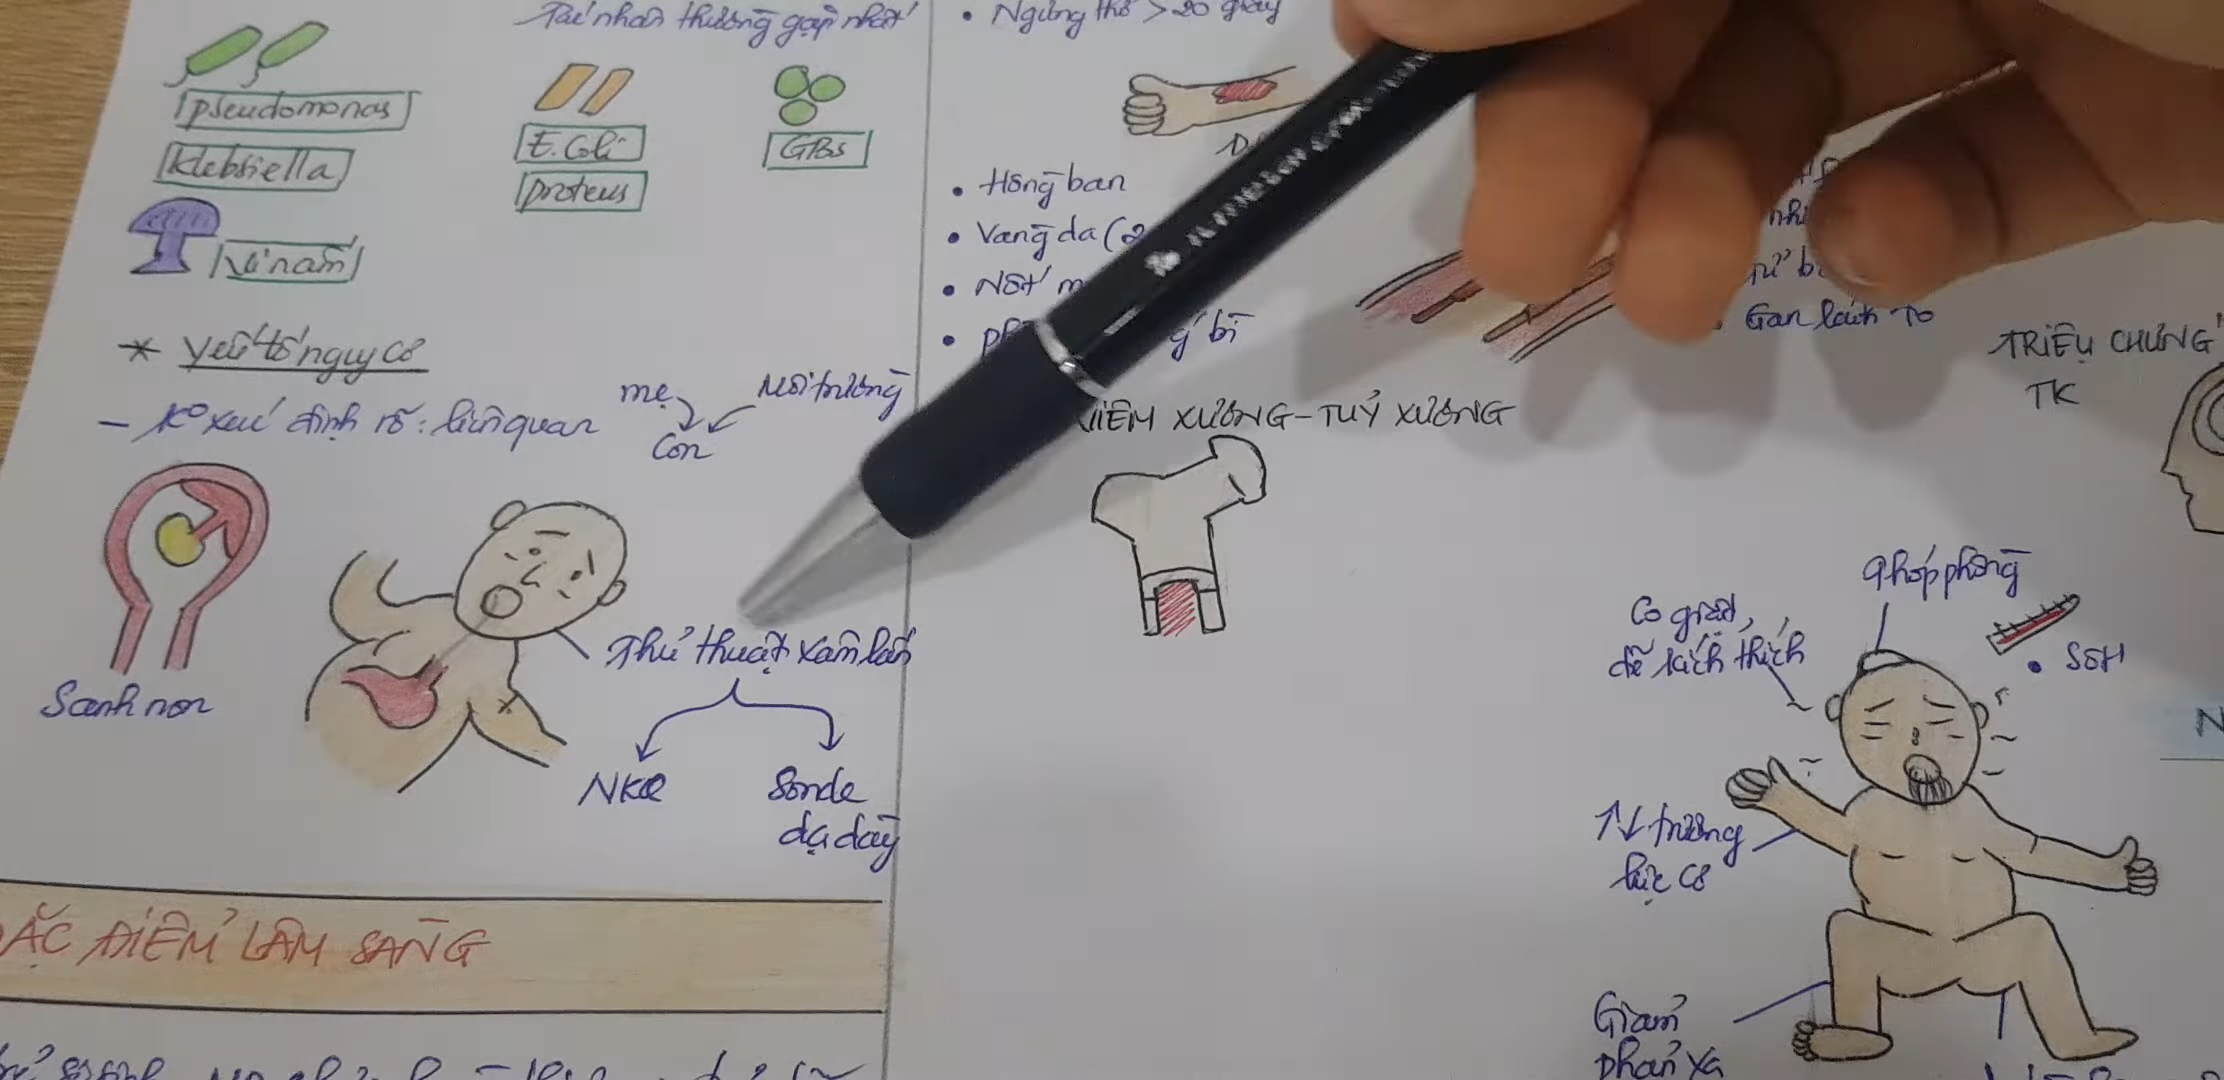 Tác nhân thường gặp nhất
Pseudomonas
Klebsiella
Vi nấm
E.Coli
proteus
GBS
* Yếu tố nguy cơ
- Ko xác định rõ: liên quan
mẹ
Môi trường
Con
Sanh non
Thủ thuật xâm lấn
NKQ
Sonde
dạ dày
ĐẶC ĐIỂM LÂM SÀNG
• Ngừng thở > 20 giây
• Hồng ban
• Vàng da (2
• Nốt m
• bì
VIÊM XƯƠNG - TUỶ XƯƠNG
• Gan lách to
TRIỆU CHỨNG
TK
Thóp phồng
Co giật,
dễ kích thích
• Sốt
↑↓ trương
lực cơ
Giảm
phản xạ